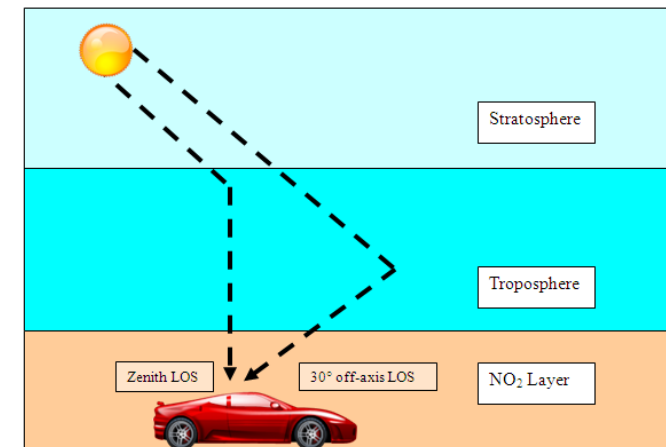 Stratosphere
Troposphere
Zenith LOS
30° off-axis LOS
NO₂ Layer